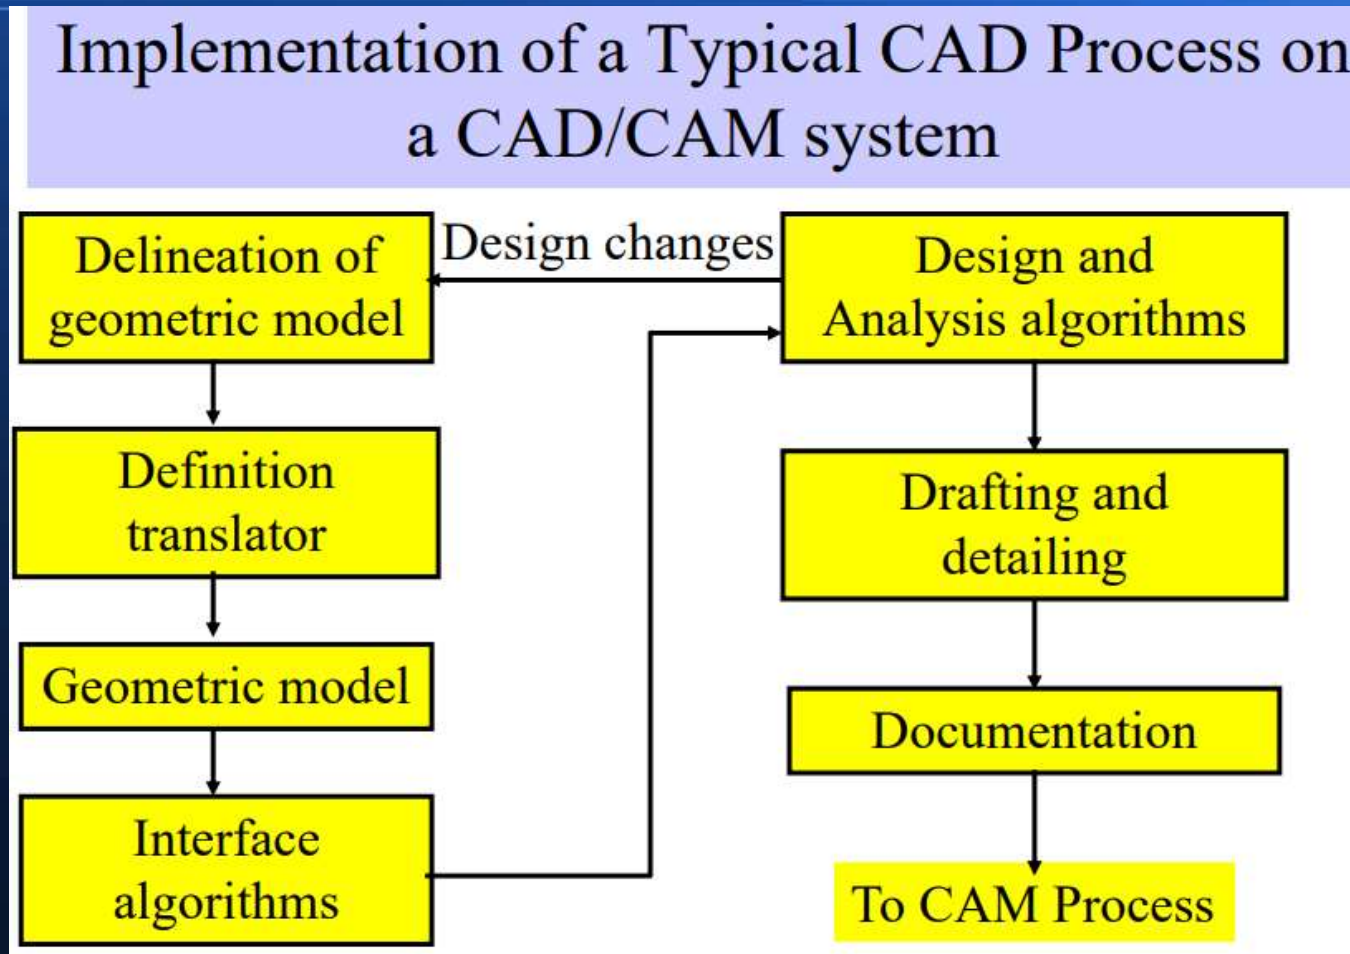 Implementation of a Typical CAD Process on
a CAD/CAM system
Delineation of
geometric model
Design changes
Design and
Analysis algorithms
Definition
translator
Drafting and
detailing
Geometric model
Documentation
Interface
algorithms
To CAM Process